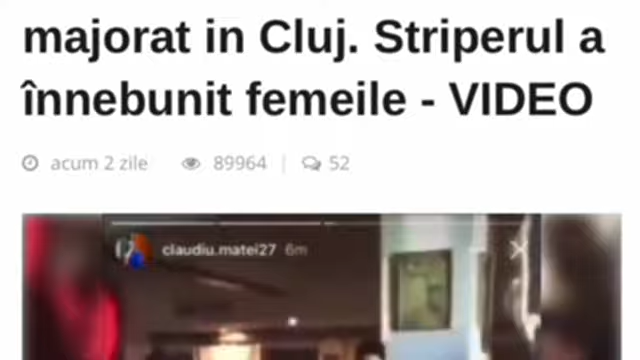 majorat in Cluj. Striperul a
înnebunit femeile - VIDEO
acum 2 zile 89964 | 52
claudiu.matei27 6m